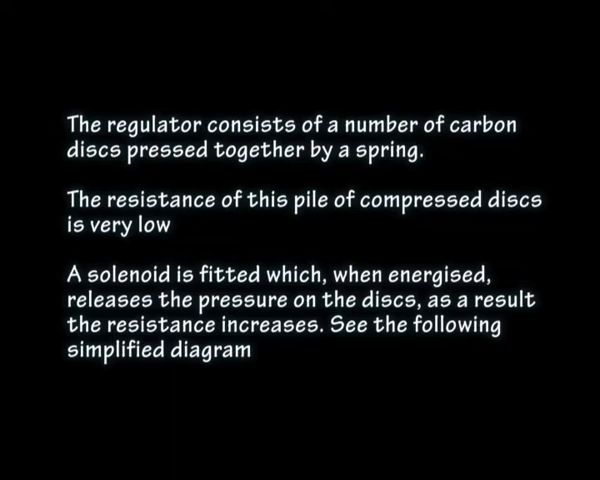 The regulator consists of a number of carbon
discs pressed together by a spring.
The resistance of this pile of compressed discs
is very low
A solenoid is fitted which, when energised,
releases the pressure on the discs, as a result
the resistance increases. See the following
simplified diagram